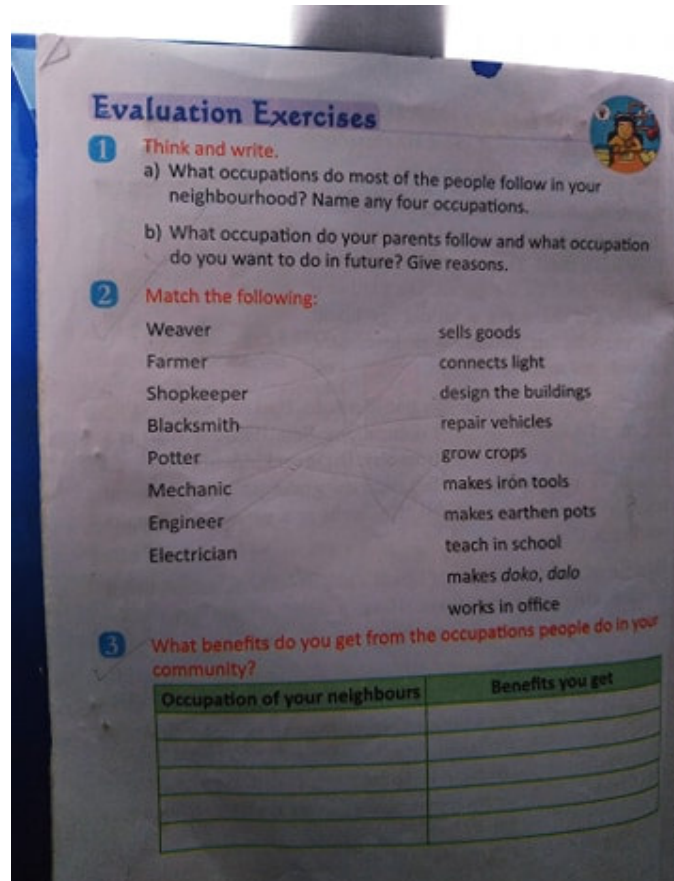 Evaluation Exercises
1 Think and write.
a) What occupations do most of the people follow in your
neighbourhood? Name any four occupations.
b) What occupation do your parents follow and what occupation
do you want to do in future? Give reasons.
2 Match the following:
Weaver sells goods
Farmer connects light
Shopkeeper design the buildings
Blacksmith repair vehicles
Potter grow crops
Mechanic makes iron tools
Engineer makes earthen pots
Electrician teach in school
makes doko, dalo
works in office
3 What benefits do you get from the occupations people do in your
community?
Occupation of your neighbours Benefits you get